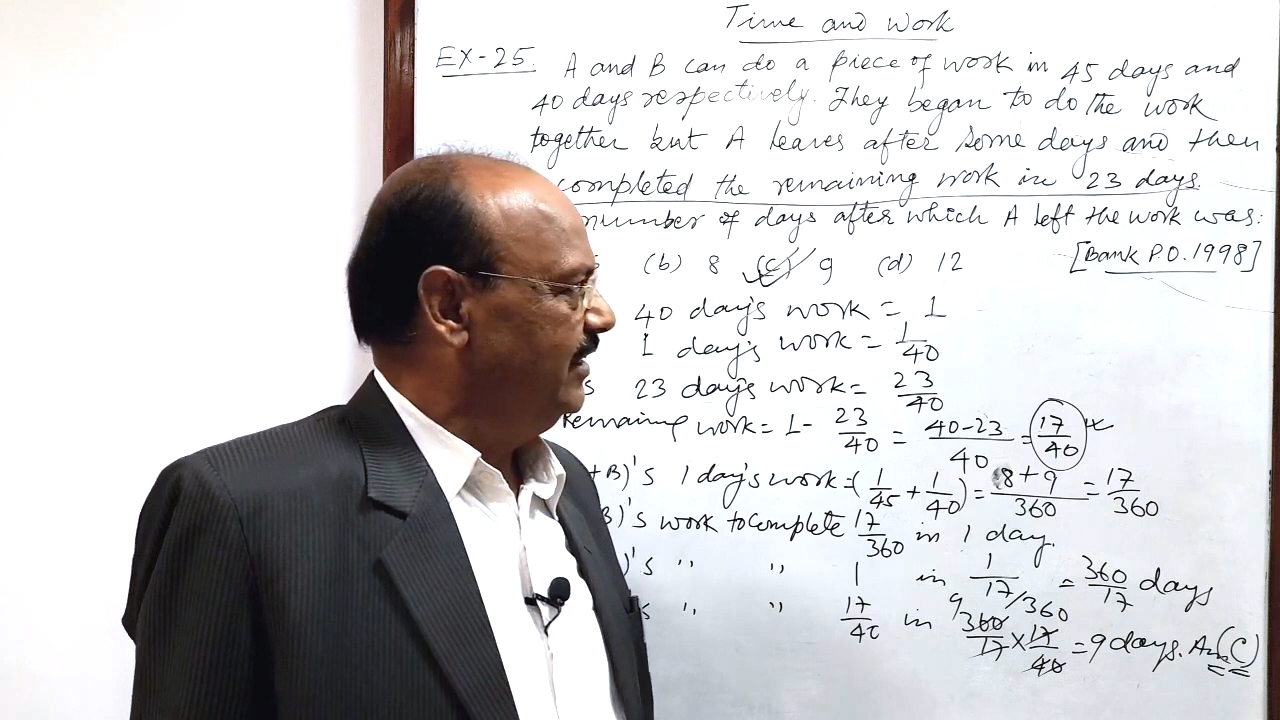 Time and Work
EX-25. A and B can do a piece of work in 45 days and
40 days respectively. They began to do the work
together but A leaves after some days and then
completed the remaining work in 23 days.
number of days after which A left the work was:
(b) 8 (c) 9 (d) 12 [Bank P.O. 1998]
40 day's work = 1
1 day's work = 1/40
s 23 day's work = 23/40
Remaining work = 1 - 23/40 = 40-23/40 = 17/40
+B)'s 1 day's work = (1/45 + 1/40) = 8+9/360 = 17/360
B)'s work to complete 17/360 in 1 day.
)'s " " 1 in 1/17/360 = 360/17 days
's " " 17/40 in 360/17 × 17/40 = 9 days. Ans (C)